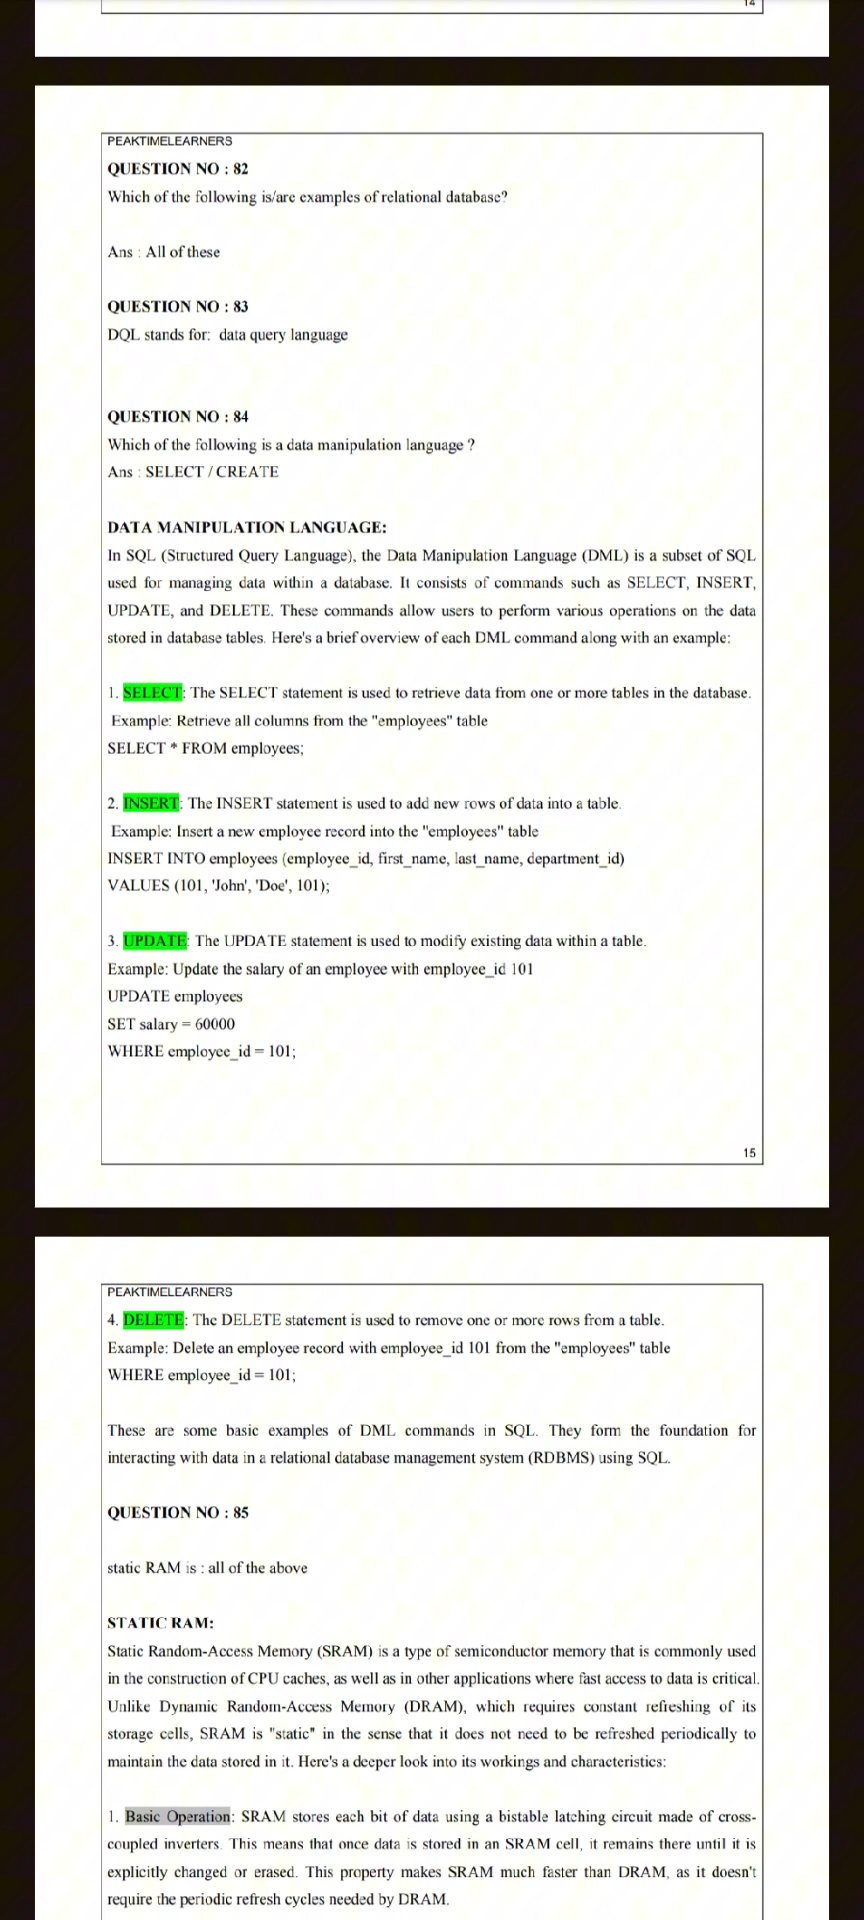 14
PEAKTIMELEARNERS
QUESTION NO : 82
Which of the following is/are examples of relational database?
Ans : All of these
QUESTION NO : 83
DQL stands for: data query language
QUESTION NO : 84
Which of the following is a data manipulation language ?
Ans : SELECT / CREATE
DATA MANIPULATION LANGUAGE:
In SQL (Structured Query Language), the Data Manipulation Language (DML) is a subset of SQL
used for managing data within a database. It consists of commands such as SELECT, INSERT,
UPDATE, and DELETE. These commands allow users to perform various operations on the data
stored in database tables. Here's a brief overview of each DML command along with an example:
1. SELECT: The SELECT statement is used to retrieve data from one or more tables in the database.
Example: Retrieve all columns from the "employees" table
SELECT * FROM employees;
2. INSERT: The INSERT statement is used to add new rows of data into a table.
Example: Insert a new employee record into the "employees" table
INSERT INTO employees (employee_id, first_name, last_name, department_id)
VALUES (101, 'John', 'Doe', 101);
3. UPDATE: The UPDATE statement is used to modify existing data within a table.
Example: Update the salary of an employee with employee_id 101
UPDATE employees
SET salary = 60000
WHERE employee_id = 101;
15
PEAKTIMELEARNERS
4. DELETE: The DELETE statement is used to remove one or more rows from a table.
Example: Delete an employee record with employee_id 101 from the "employees" table
WHERE employee_id = 101;
These are some basic examples of DML commands in SQL. They form the foundation for
interacting with data in a relational database management system (RDBMS) using SQL.
QUESTION NO : 85
static RAM is : all of the above
STATIC RAM:
Static Random-Access Memory (SRAM) is a type of semiconductor memory that is commonly used
in the construction of CPU caches, as well as in other applications where fast access to data is critical.
Unlike Dynamic Random-Access Memory (DRAM), which requires constant refreshing of its
storage cells, SRAM is "static" in the sense that it does not need to be refreshed periodically to
maintain the data stored in it. Here's a deeper look into its workings and characteristics:
1. Basic Operation: SRAM stores each bit of data using a bistable latching circuit made of cross-
coupled inverters. This means that once data is stored in an SRAM cell, it remains there until it is
explicitly changed or erased. This property makes SRAM much faster than DRAM, as it doesn't
require the periodic refresh cycles needed by DRAM.